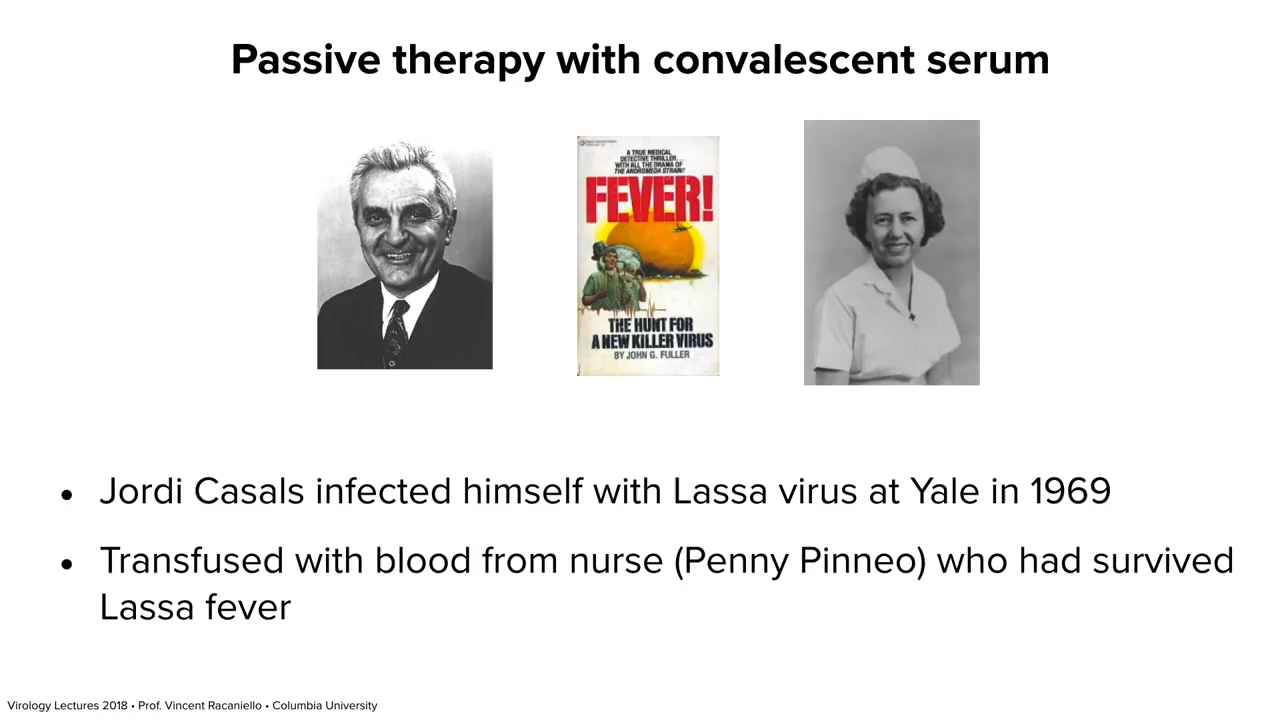 Passive therapy with convalescent serum
A TRUE MEDICAL
DETECTIVE THRILLER...
WITH ALL THE DRAMA OF
THE ANDROMEDA STRAIN!
FEVER!
THE HUNT FOR
A NEW KILLER VIRUS
BY JOHN G. FULLER
• Jordi Casals infected himself with Lassa virus at Yale in 1969
• Transfused with blood from nurse (Penny Pinneo) who had survived
Lassa fever
Virology Lectures 2018 • Prof. Vincent Racaniello • Columbia University